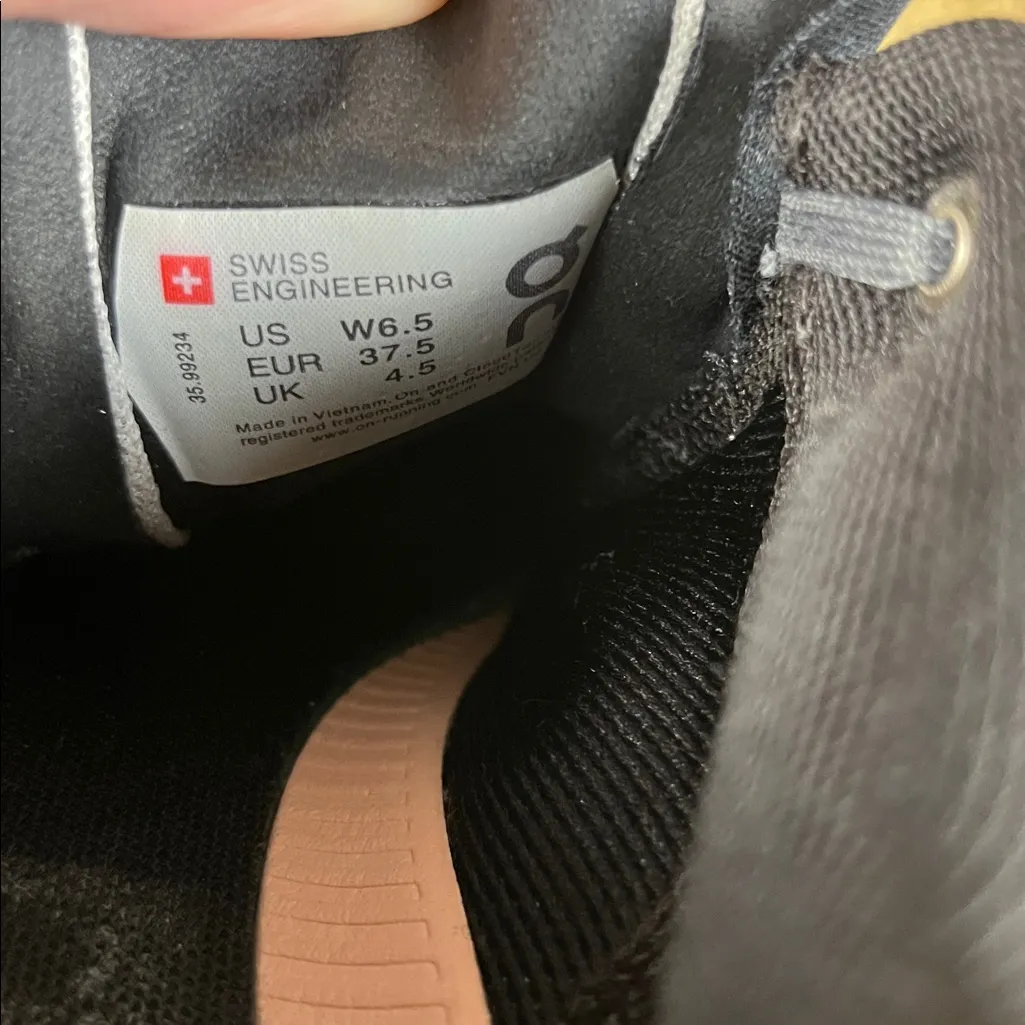 SWISS
ENGINEERING
on
US W6.5
EUR 37.5
UK 4.5
35.99234
Made in Vietnam. On and
registered trademarks Worldwide.
www.on-running.com